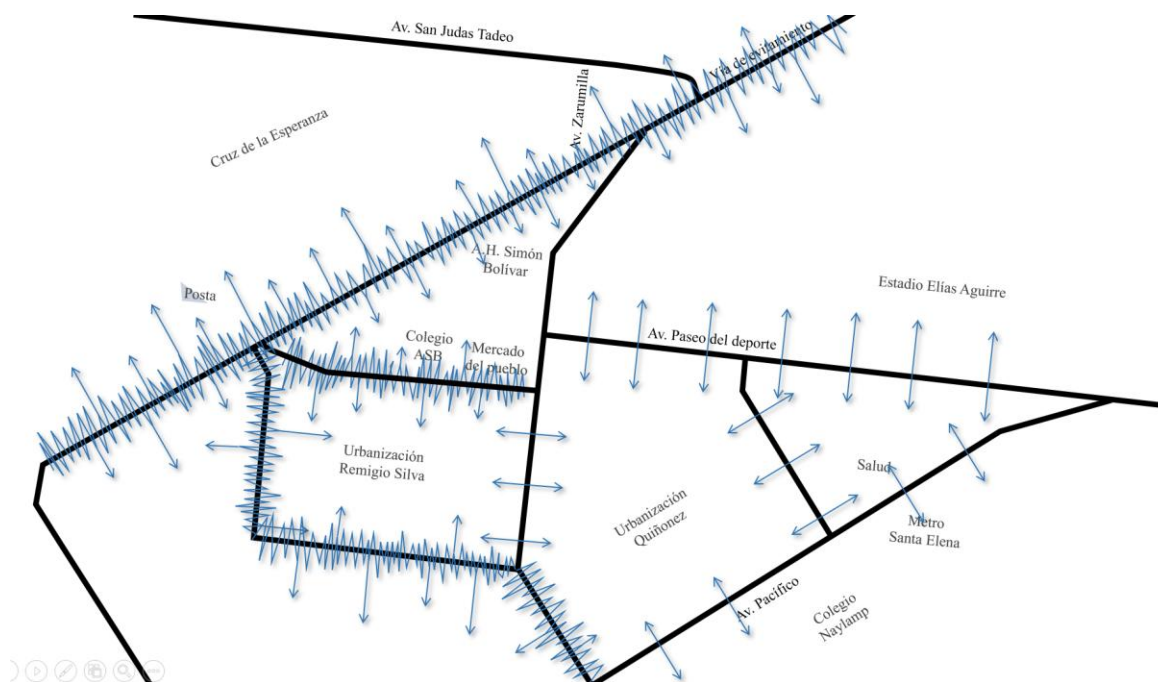 Av. San Judas Tadeo
Vía de evitamiento
Av. Zarumilla
Cruz de la Esperanza
A.H. Simón
Bolívar
Posta
Estadio Elías Aguirre
Colegio
ASB
Mercado
del pueblo
Av. Paseo del deporte
Urbanización
Remigio Silva
Salud
Urbanización
Quiñonez
Metro
Santa Elena
Av. Pacífico
Colegio
Naylamp